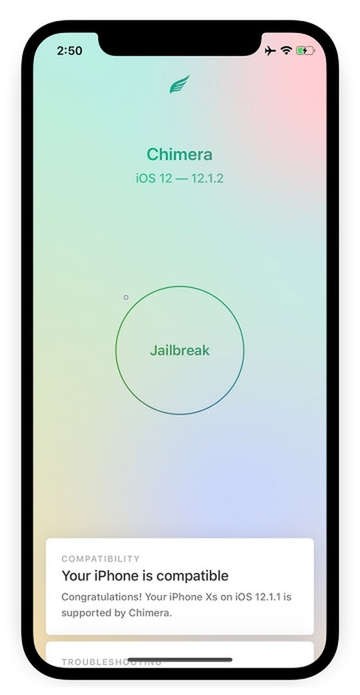 2:50
Chimera
iOS 12 — 12.1.2
Jailbreak
COMPATIBILITY
Your iPhone is compatible
Congratulations! Your iPhone Xs on iOS 12.1.1 is
supported by Chimera.
TROUBLESHOOTING